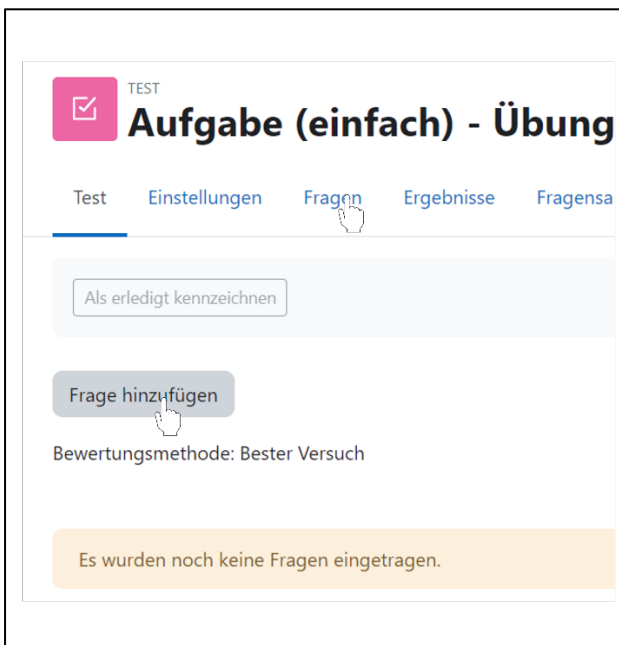 TEST
Aufgabe (einfach) - Übung
Test Einstellungen Fragen Ergebnisse Fragensa
Als erledigt kennzeichnen
Frage hinzufügen
Bewertungsmethode: Bester Versuch
Es wurden noch keine Fragen eingetragen.